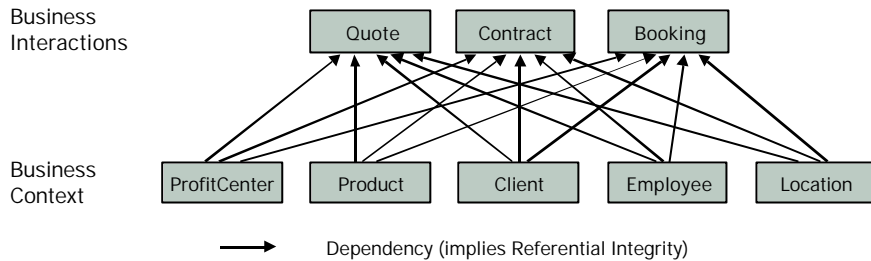 Business
Interactions
Quote
Contract
Booking
Business
Context
ProfitCenter
Product
Client
Employee
Location
Dependency (implies Referential Integrity)